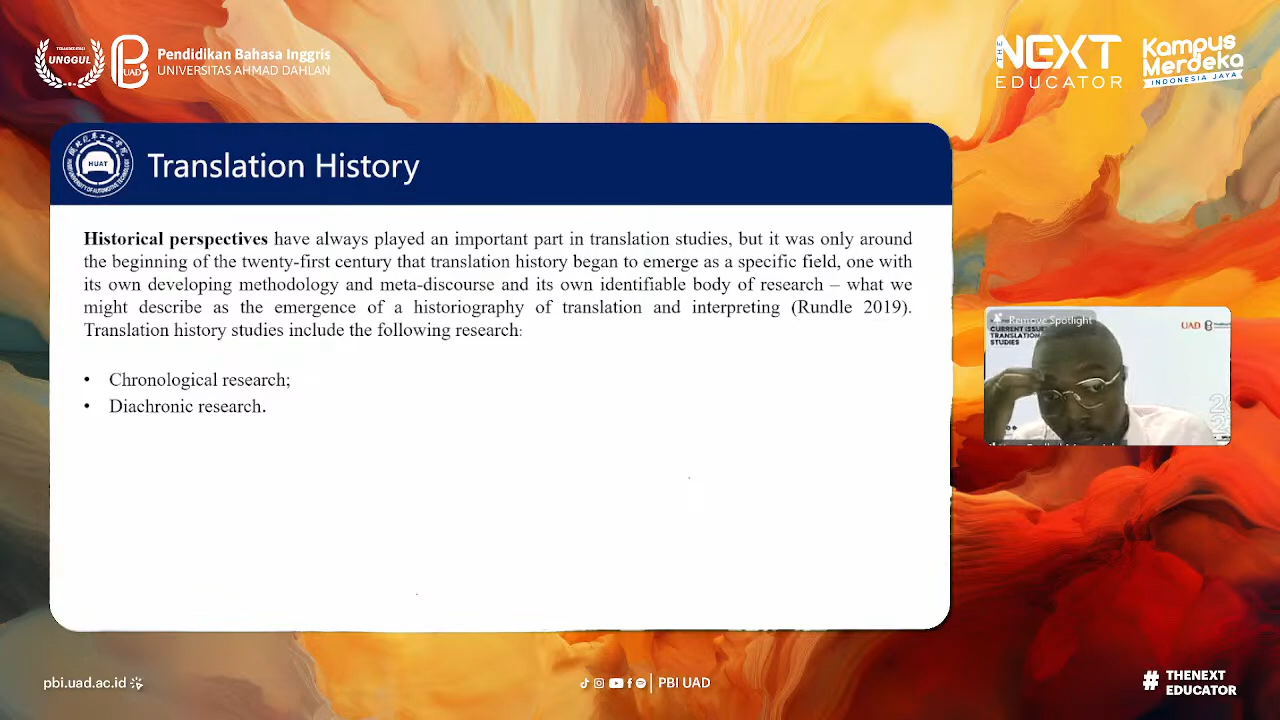 TERAKREDITASI
UNGGUL
UAD
Pendidikan Bahasa Inggris
UNIVERSITAS AHMAD DAHLAN
THE NEXT
EDUCATOR
Kampus
Merdeka
INDONESIA JAYA
HUAT
Translation History
Historical perspectives have always played an important part in translation studies, but it was only around
the beginning of the twenty-first century that translation history began to emerge as a specific field, one with
its own developing methodology and meta-discourse and its own identifiable body of research – what we
might describe as the emergence of a historiography of translation and interpreting (Rundle 2019).
Translation history studies include the following research:
• Chronological research;
• Diachronic research.
Remove Spotlight
CURRENT ISSUE
TRANSLATION
STUDIES
UAD
pbi.uad.ac.id
PBI UAD
# THENEXT
EDUCATOR